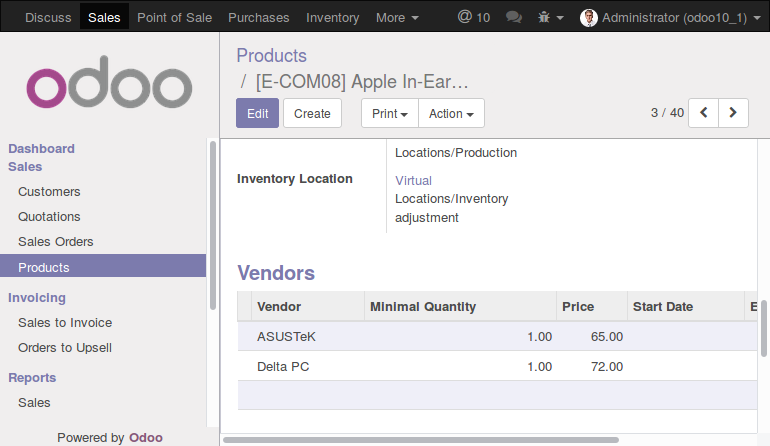 Discuss Sales Point of Sale Purchases Inventory More @ 10 Administrator (odoo10_1)
odoo
Dashboard
Sales
Customers
Quotations
Sales Orders
Products
Invoicing
Sales to Invoice
Orders to Upsell
Reports
Sales
Powered by Odoo
Products
/ [E-COM08] Apple In-Ear…
Edit Create Print Action 3 / 40
Locations/Production
Inventory Location Virtual
Locations/Inventory
adjustment
Vendors
Vendor Minimal Quantity Price Start Date E
ASUSTeK 1.00 65.00
Delta PC 1.00 72.00